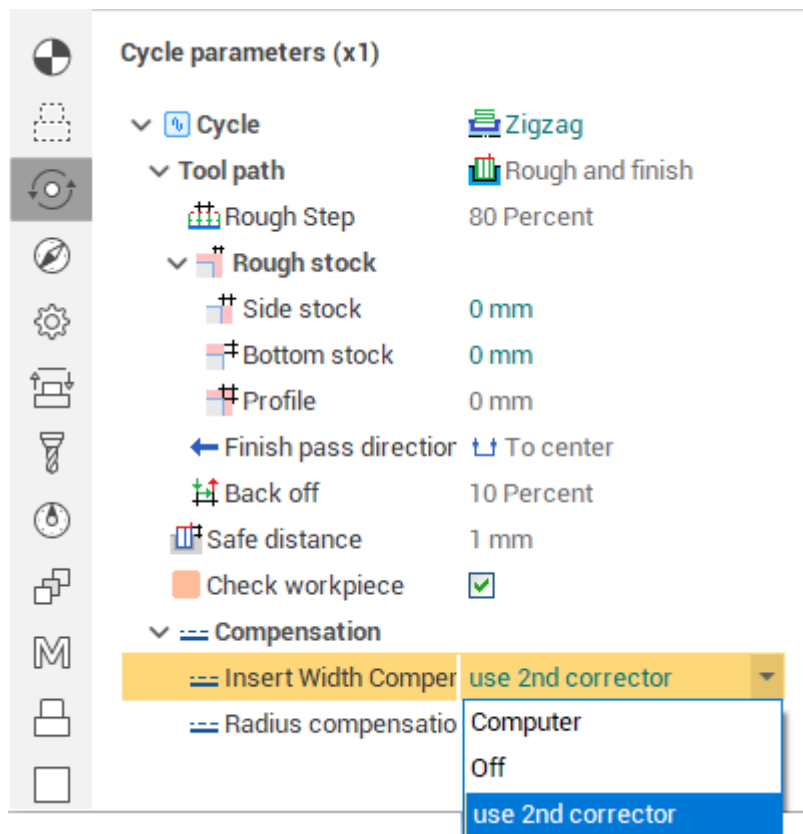 Cycle parameters (x1)
Cycle Zigzag
Tool path Rough and finish
Rough Step 80 Percent
Rough stock
Side stock 0 mm
Bottom stock 0 mm
Profile 0 mm
Finish pass direction To center
Back off 10 Percent
Safe distance 1 mm
Check workpiece
Compensation
Insert Width Comper use 2nd corrector
Radius compensatio Computer
Off
use 2nd corrector